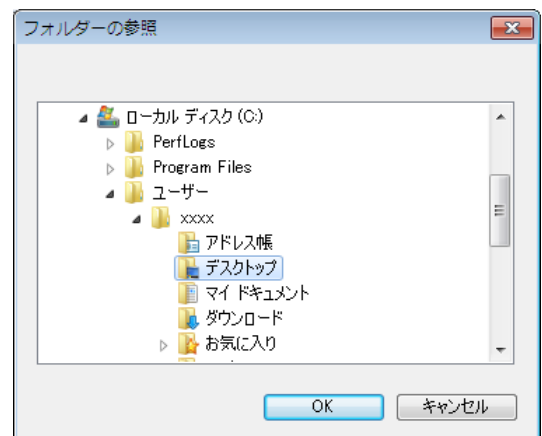 フォルダーの参照
ローカル ディスク (C:)
PerfLogs
Program Files
ユーザー
xxxx
アドレス帳
デスクトップ
マイ ドキュメント
ダウンロード
お気に入り
OK
キャンセル